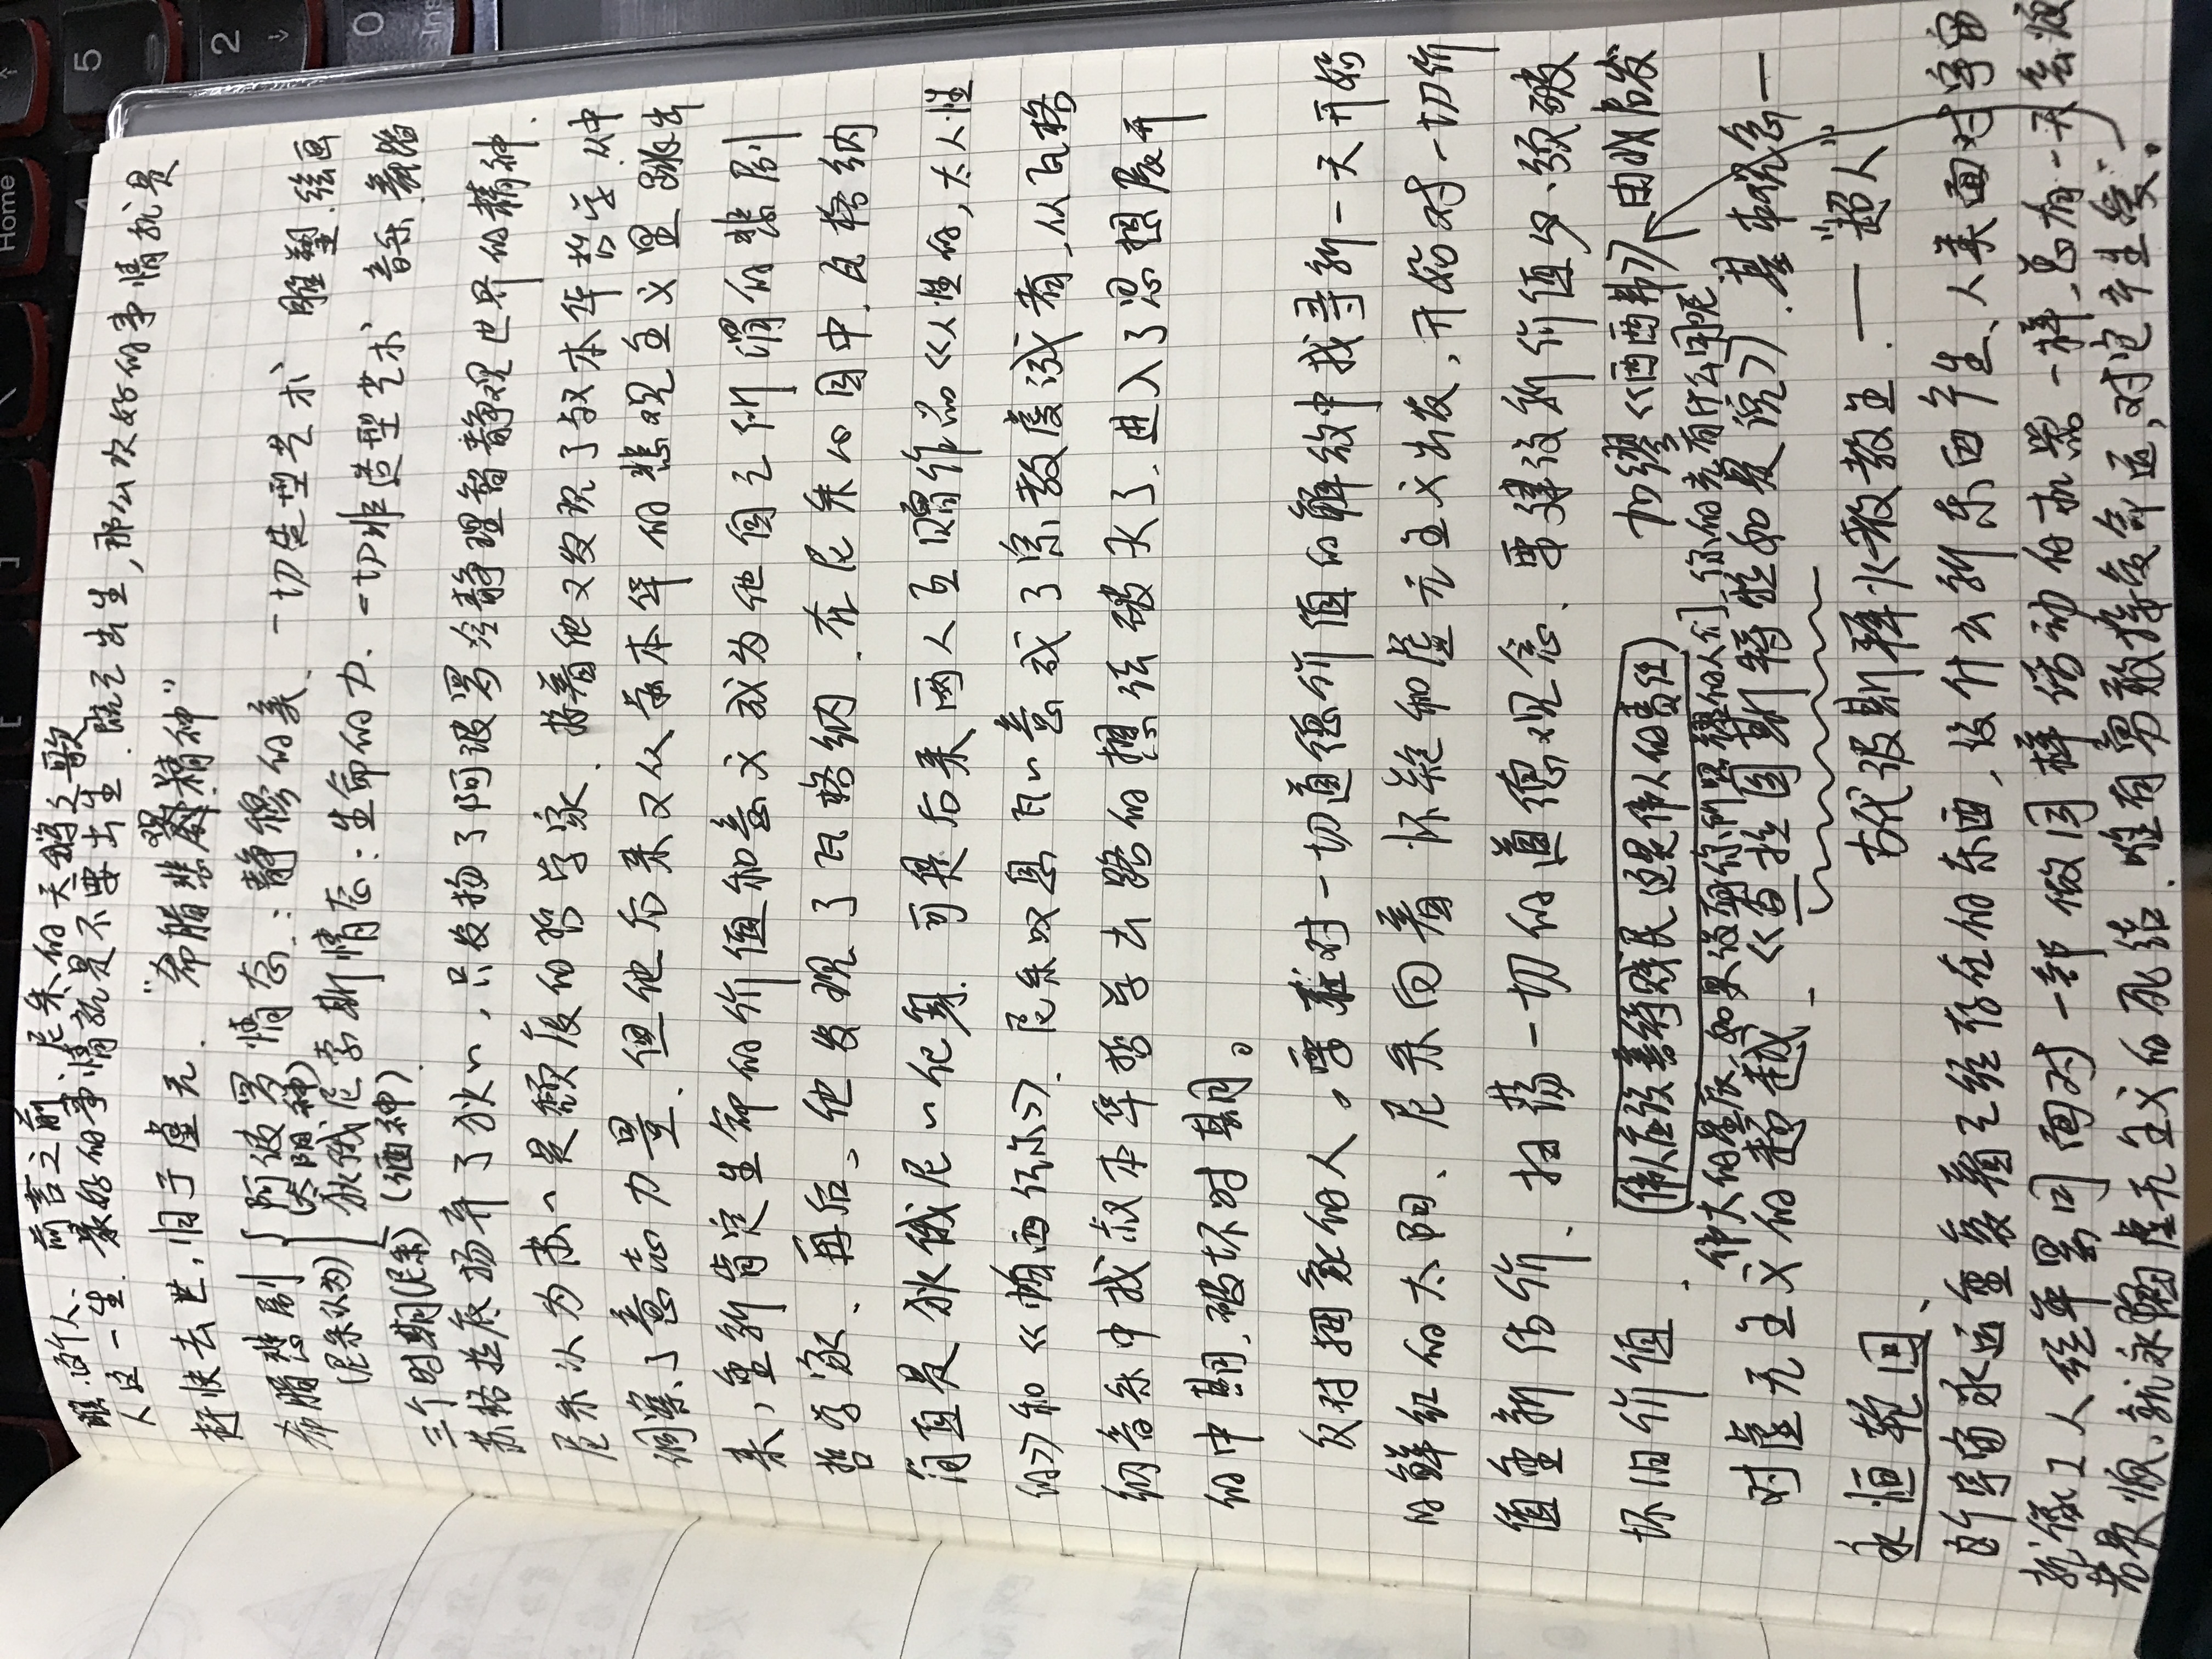 瞧,这个人、前言之前、尼采的天鹅之歌
人这一生.最好的事情就是不要出生.既已出生,那么次好的事情就是
赶快去世,归于虚无.“希腊悲观精神”
希腊悲剧 阿波罗情态:静穆的美.一切造型艺术 雕塑.绘画
(尼采认为) (太阳神)
狄俄尼索斯情态:生命的力.一切非造型艺术 音乐.舞蹈
三个时期(尼采) (酒神)
苏格拉底扬弃了狄〃,只发扬了阿波罗冷静理智静观世界的精神.
尼采认为苏〃是颓废的哲学家.接着他又发现了叔本华哲学.从中
洞察了意志力量.但他后来又从叔本华的悲观主义里跳出
来,重新肯定生命的价值和意义成为他自己所谓的悲剧
哲学家、再后,他发现了瓦格纳.在尼采的目中.瓦格纳
简直是狄俄尼〃化身.可是后来两人互赠作品《人性的,太人性
的》和《帕西法尔》.尼采叹息瓦〃竟成了宗教虔诚者,从瓦格
纳音乐中找叔本华哲学出路的想法破灭了.进入了思想展开
的中期,破坏时期。
反对 的人。要在对一切道德价值的解放中找寻新一天开始
的鲜红的太阳、尼采向着怀疑和虚无主义出发,开始对一切价
值重新估价、扫荡一切的道德观念.要建设新价值必须破
坏旧价值. (伟人应该善待贱民 这是伟人的责任) 加缪《西西弗》 由此启发
伟大的星辰,如果没有你所照耀的人们,你的光有什么用呢
对虚无主义的超越.《查拉图斯特拉如是说》.基本观念—
永恒轮回、 古代波斯拜火教教主.——“超人”
这个宇宙永远重复着已经存在的东西,没什么新东西产生、人类面对宇宙
就像工人经年累月面对一部做同样活动的机器一样,总有一天会烦
若是烦,就永 虚无主义的死结.唯有勇敢接受命运,对它产生爱。